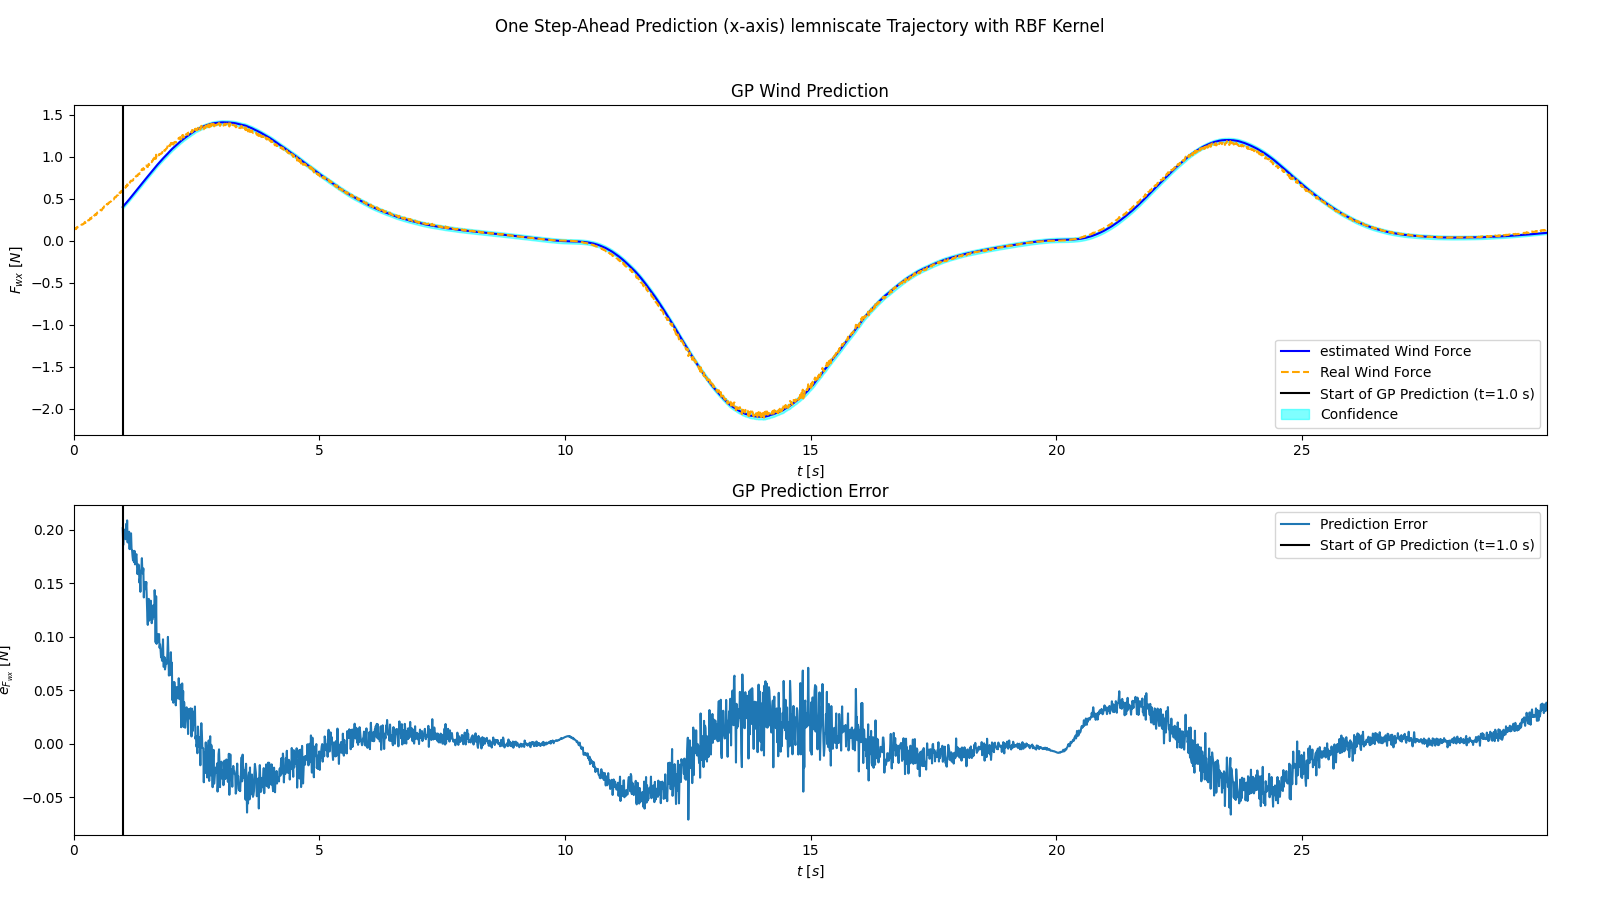 One Step-Ahead Prediction (x-axis) lemniscate Trajectory with RBF Kernel
GP Wind Prediction
1.5
1.0
0.5
0.0
−0.5
−1.0
−1.5
−2.0
F_wx [N]
estimated Wind Force
Real Wind Force
Start of GP Prediction (t=1.0 s)
Confidence
0 5 10 15 20 25
t [s]
GP Prediction Error
0.20
0.15
0.10
0.05
0.00
−0.05
e_F_wx [N]
Prediction Error
Start of GP Prediction (t=1.0 s)
0 5 10 15 20 25
t [s]